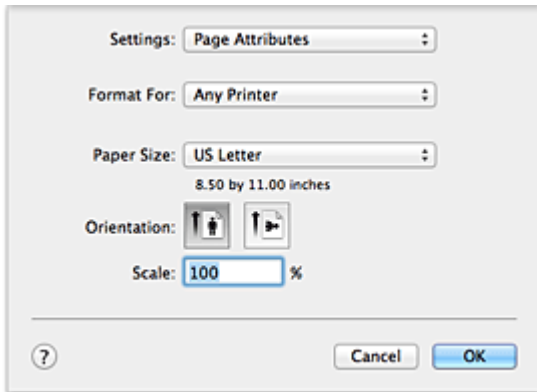 Settings: Page Attributes
Format For: Any Printer
Paper Size: US Letter
8.50 by 11.00 inches
Orientation:
Scale: 100 %
? Cancel OK